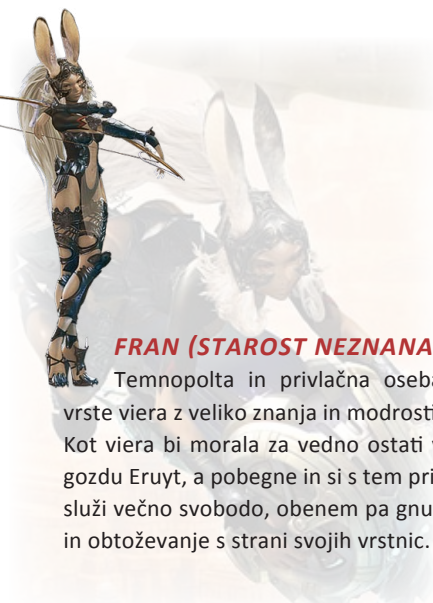 FRAN (STAROST NEZNANA
Temnopolta in privlačna oseba
vrste viera z veliko znanja in modrosti
Kot viera bi morala za vedno ostati v
gozdu Eruyt, a pobegne in si s tem pri
služi večno svobodo, obenem pa gnu
in obtoževanje s strani svojih vrstnic.